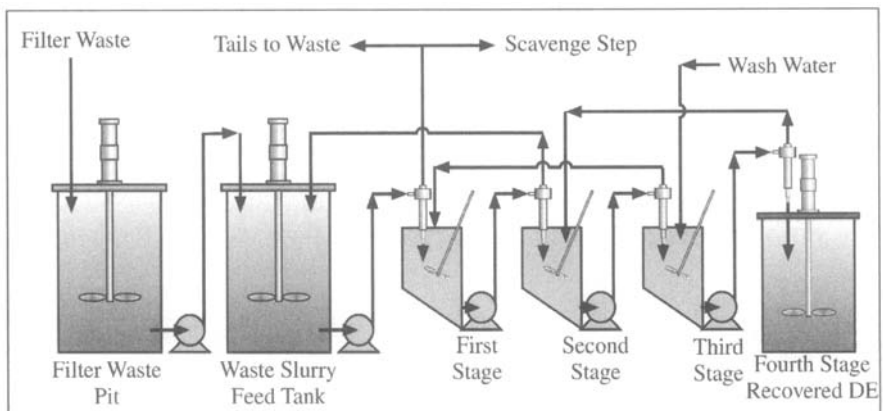 Filter Waste
Tails to Waste
Scavenge Step
Wash Water
Filter Waste
Pit
Waste Slurry
Feed Tank
First
Stage
Second
Stage
Third
Stage
Fourth Stage
Recovered DE